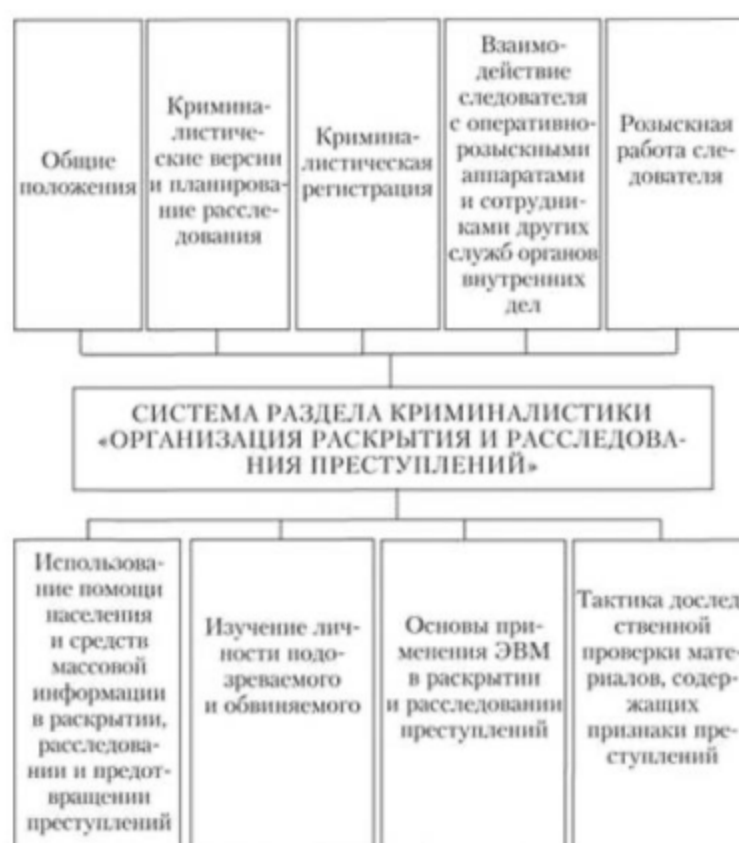 Общие
положения
Кримина-
листиче-
ские версии
и планирова-
ние рассле-
дования
Кримина-
листическая
регистрация
Взаимо-
действие
следователя
с оперативно-
розыскными
аппаратами
и сотрудни-
ками других
служб органов
внутренних
дел
Розыскная
работа сле-
дователя
СИСТЕМА РАЗДЕЛА КРИМИНАЛИСТИКИ
«ОРГАНИЗАЦИЯ РАСКРЫТИЯ И РАССЛЕДОВА-
НИЯ ПРЕСТУПЛЕНИЙ»
Использова-
ние помощи
населения
и средств
массовой
информации
в раскрытии,
расследова-
нии и предот-
вращении
преступлений
Изучение лич-
ности подо-
зреваемого
и обвиняемого
Основы при-
менения ЭВМ
в раскрытии
и расследовании
преступлений
Тактика дослед-
ственной
проверки мате-
риалов, содер-
жащих
признаки пре-
ступлений